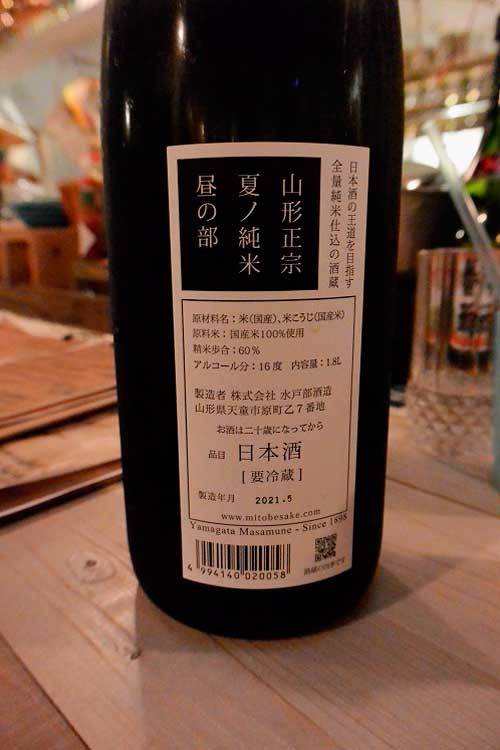 日本酒の王道を目指す
全量純米仕込の酒蔵
山形正宗
夏ノ純米
昼の部
原材料名：米(国産)、米こうじ(国産米)
原料米：国産米100%使用
精米歩合：60%
アルコール分：16度 内容量：1.8L
製造者 株式会社 水戸部酒造
山形県天童市原町乙7番地
お酒は二十歳になってから
品目 日本酒
[要冷蔵]
製造年月 2021.5
www.mitobesake.com
Yamagata Masamune - Since 1898
4 994140 020058